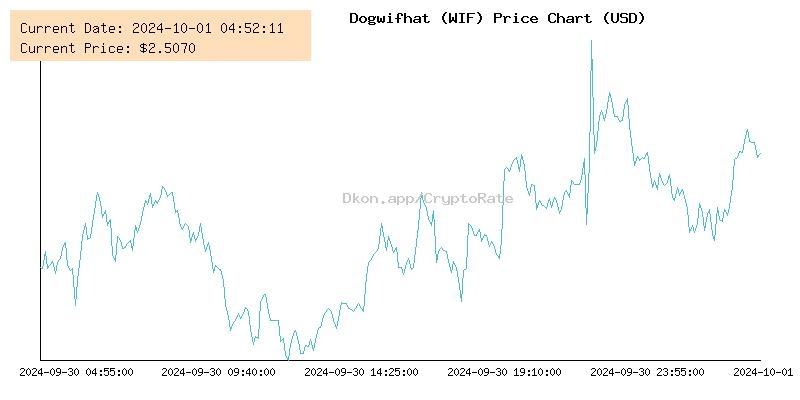 Dogwifhat (WIF) Price Chart (USD)
Current Date: 2024-10-01 04:52:11
Current Price: $2.5070
Dkon.app/CryptoRate
2024-09-30 04:55:00 2024-09-30 09:40:00 2024-09-30 14:25:00 2024-09-30 19:10:00 2024-09-30 23:55:00 2024-10-01